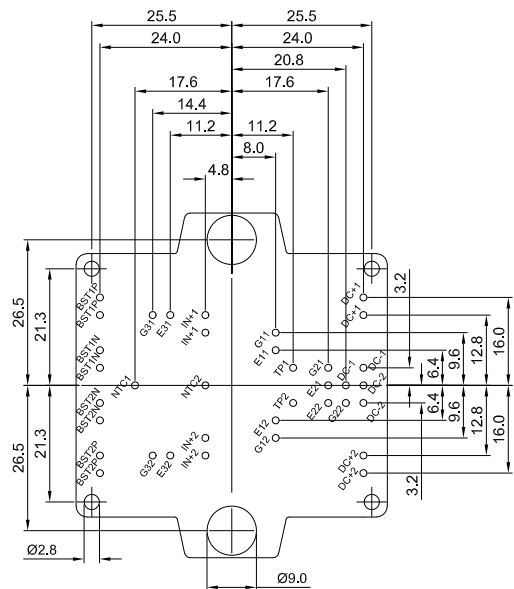 25.5 25.5
24.0 24.0
20.8
17.6 17.6
14.4
11.2 11.2
8.0
4.8
26.5
21.3
21.3
26.5
BST1P
BST1P
BST1N
BST1N
BST2N
BST2N
BST2P
BST2P
G31
E31
IN+1
IN+1
NTC1
NTC2
IN+2
IN+2
G32
E32
G11
E11
TP1
G21
DC+1
DC+1
DC-1
DC-1
E21
DC-2
TP2
E22
G22
DC-2
E12
G12
DC+2
DC+2
3.2
6.4
9.6
12.8
16.0
6.4
9.6
12.8
16.0
3.2
Ø2.8
Ø9.0